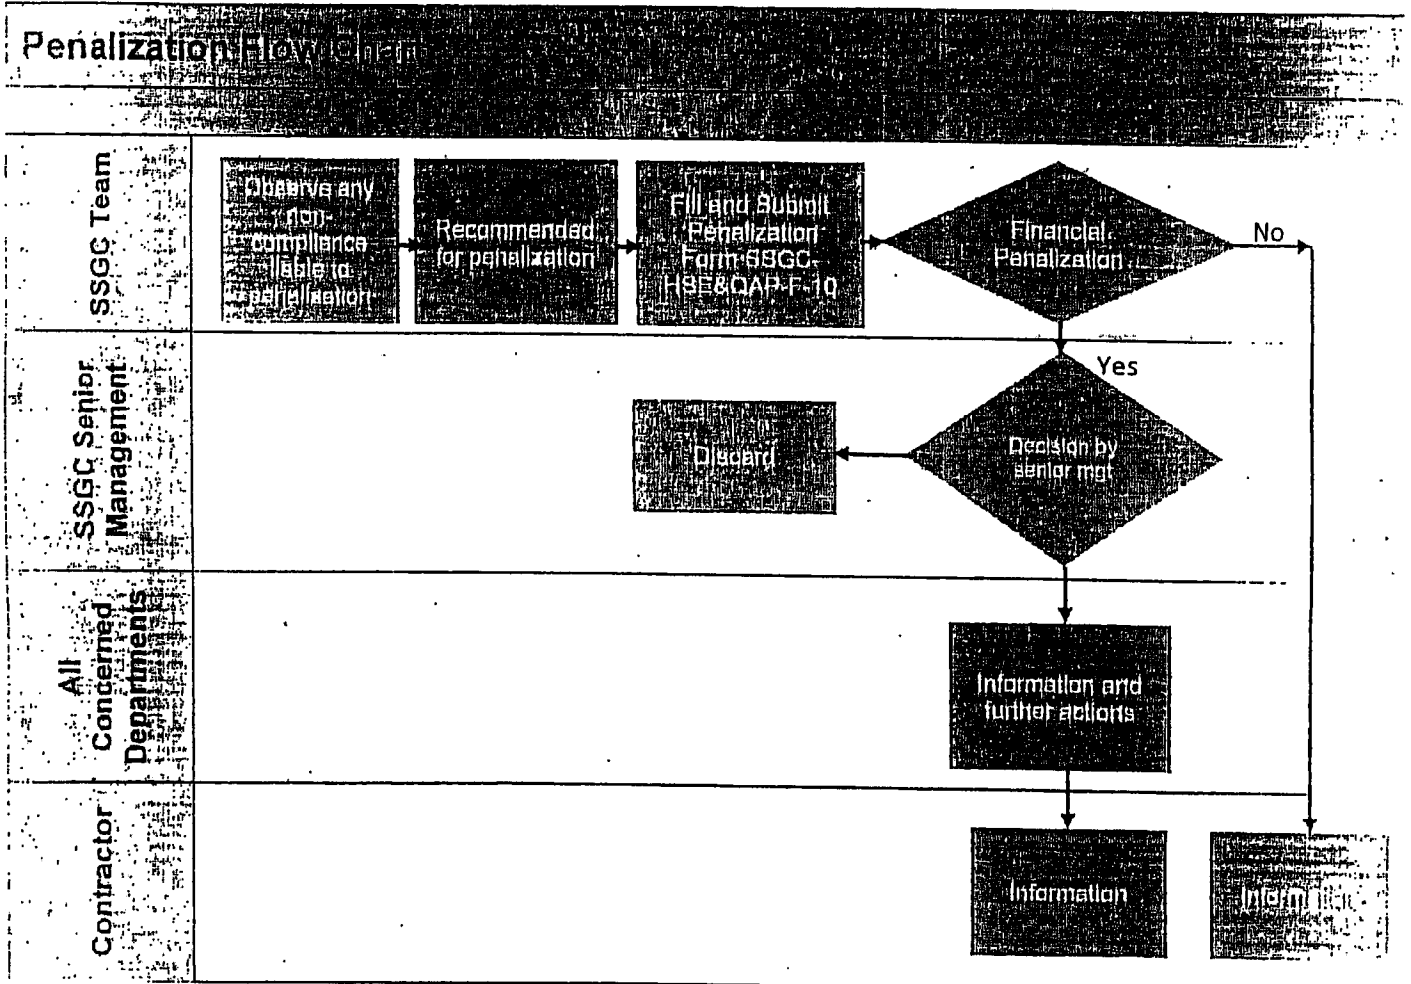 Penalization Flow Chart
SSGC Team
Observe any
non-
compliance
liable to
penalization
Recommended
for penalization
Fill and Submit
Penalization
Form-SSGC-
HSE&QAP-F-10
Financial
Penalization
No
Yes
SSGC Senior
Management
Discard
Decision by
senior mgt
All
Concerned
Departments
Information and
further actions
Contractor
Information